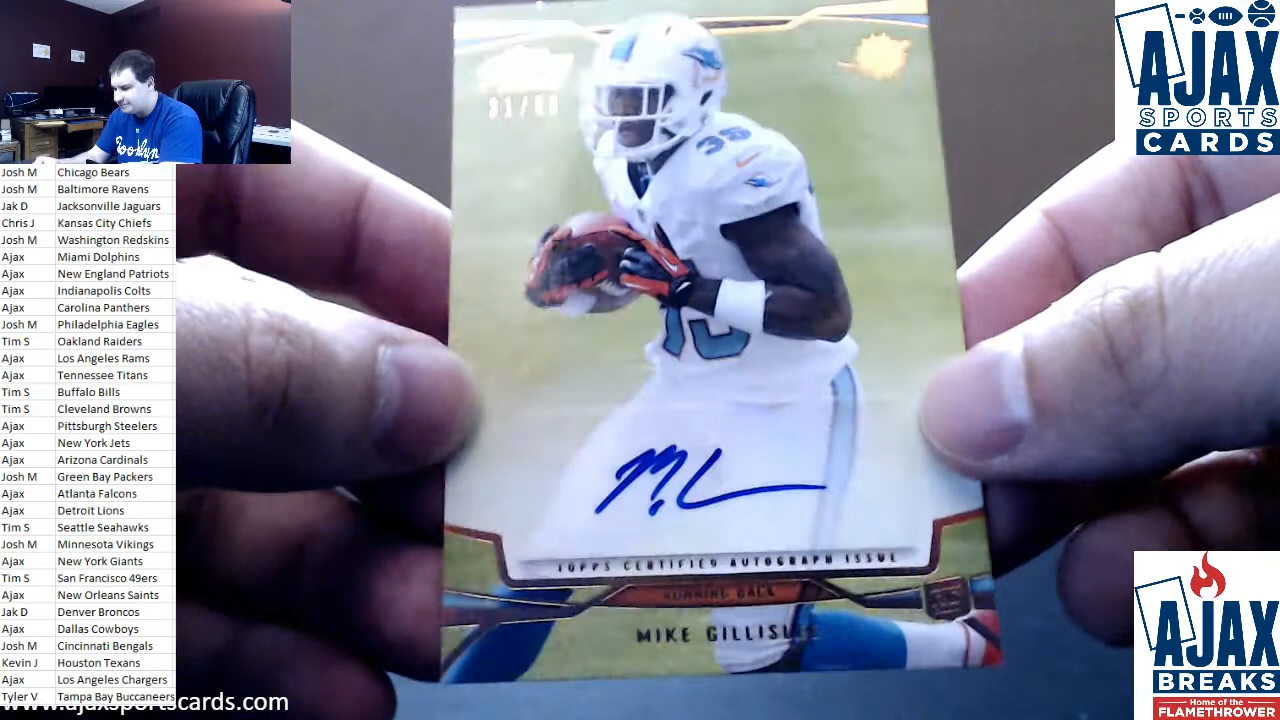 Brooklyn
Josh M Chicago Bears
Josh M Baltimore Ravens
Jak D Jacksonville Jaguars
Chris J Kansas City Chiefs
Josh M Washington Redskins
Ajax Miami Dolphins
Ajax New England Patriots
Ajax Indianapolis Colts
Ajax Carolina Panthers
Josh M Philadelphia Eagles
Tim S Oakland Raiders
Ajax Los Angeles Rams
Ajax Tennessee Titans
Tim S Buffalo Bills
Tim S Cleveland Browns
Ajax Pittsburgh Steelers
Ajax New York Jets
Ajax Arizona Cardinals
Josh M Green Bay Packers
Ajax Atlanta Falcons
Ajax Detroit Lions
Tim S Seattle Seahawks
Josh M Minnesota Vikings
Ajax New York Giants
Tim S San Francisco 49ers
Ajax New Orleans Saints
Jak D Denver Broncos
Ajax Dallas Cowboys
Josh M Cincinnati Bengals
Kevin J Houston Texans
Ajax Los Angeles Chargers
Tyler V Tampa Bay Buccaneers
www.ajaxsportscards.com
35
TOPPS CERTIFIED AUTOGRAPH ISSUE
RUNNING BACK
MIKE GILLISLEE
AJAX
SPORTS
CARDS
AJAX
BREAKS
Home of the
FLAMETHROWER